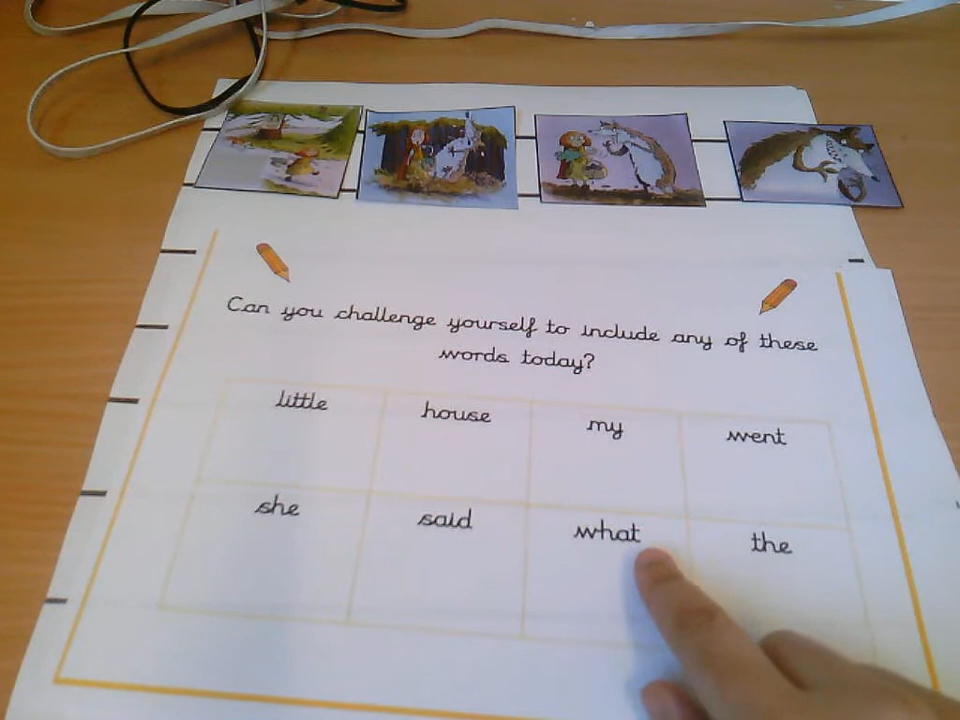 Can you challenge yourself to include any of these
words today?
little house my went
she said what the